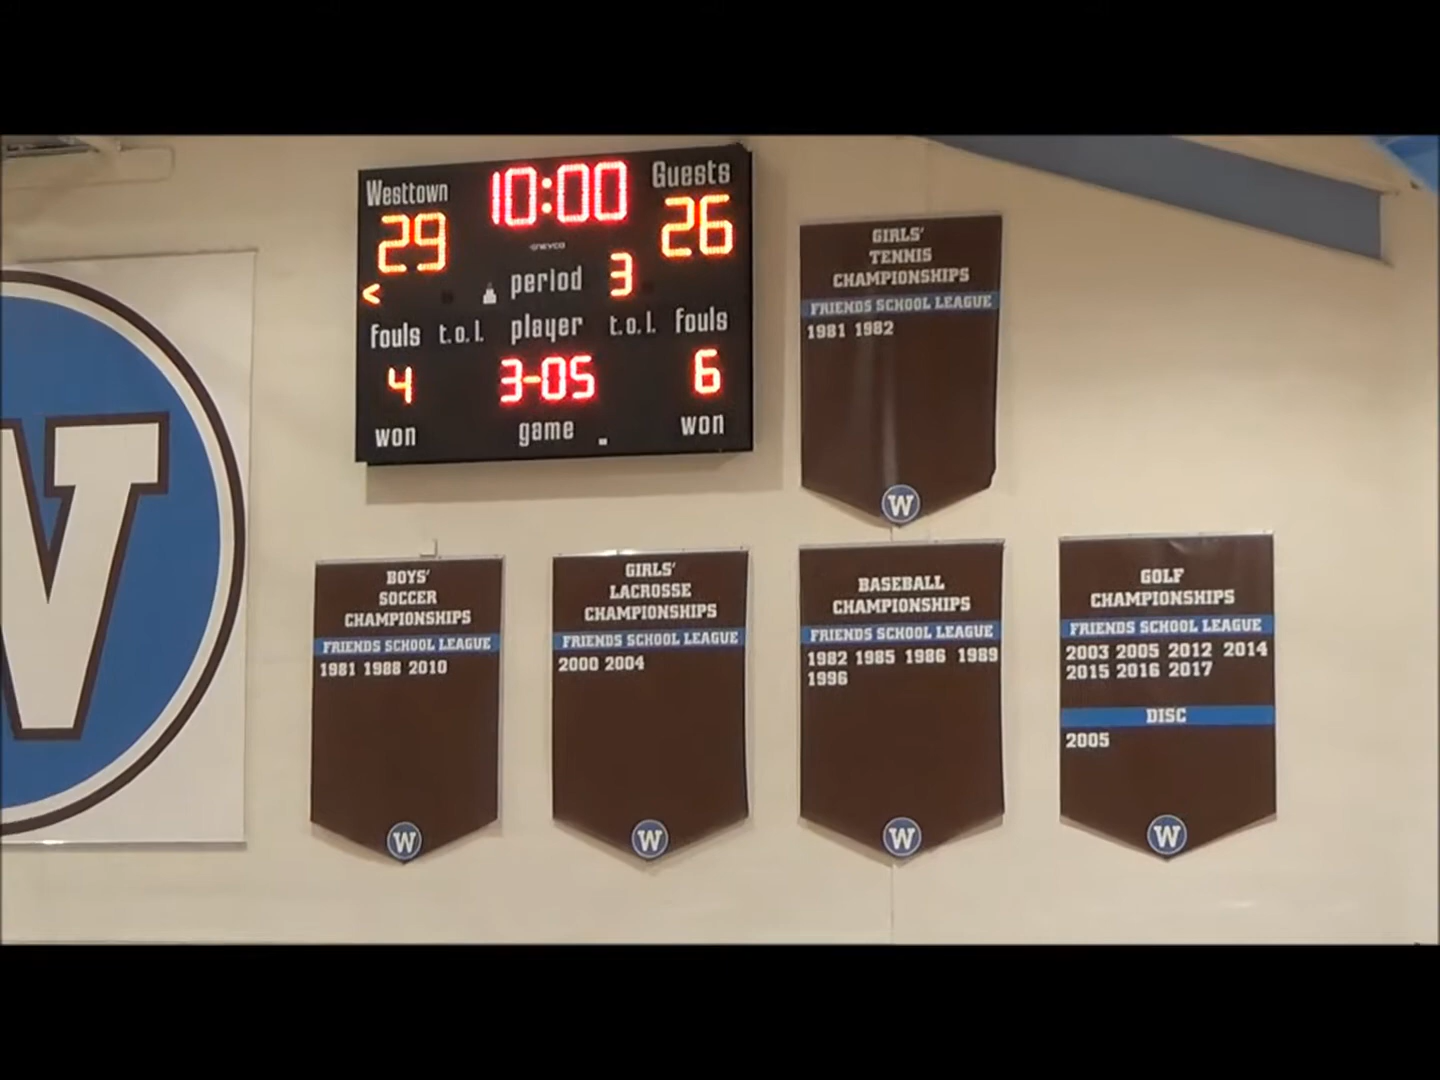 Westtown 10:00 Guests
29 26
NEVCO
< period 3
fouls t.o.l. player t.o.l. fouls
4 3-05 6
won game won
GIRLS'
TENNIS
CHAMPIONSHIPS
FRIENDS SCHOOL LEAGUE
1981 1982
W
W
BOYS'
SOCCER
CHAMPIONSHIPS
FRIENDS SCHOOL LEAGUE
1981 1988 2010
W
GIRLS'
LACROSSE
CHAMPIONSHIPS
FRIENDS SCHOOL LEAGUE
2000 2004
W
BASEBALL
CHAMPIONSHIPS
FRIENDS SCHOOL LEAGUE
1982 1985 1986 1989
1996
W
GOLF
CHAMPIONSHIPS
FRIENDS SCHOOL LEAGUE
2003 2005 2012 2014
2015 2016 2017
DISC
2005
W